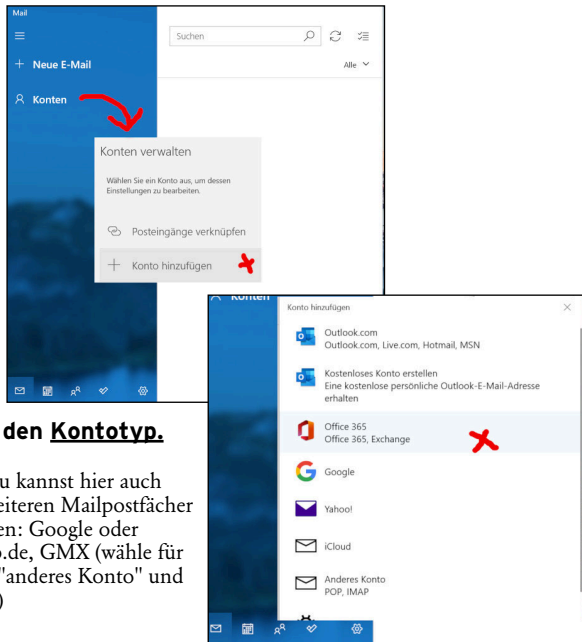 Mail
Suchen
Neue E-Mail
Alle
Konten
Konten verwalten
Wählen Sie ein Konto aus, um dessen
Einstellungen zu bearbeiten.
Posteingänge verknüpfen
Konto hinzufügen
Konten
Konto hinzufügen
Outlook.com
Outlook.com, Live.com, Hotmail, MSN
Kostenloses Konto erstellen
Eine kostenlose persönliche Outlook-E-Mail-Adresse
erhalten
Office 365
Office 365, Exchange
Google
Yahoo!
iCloud
Anderes Konto
POP, IMAP
den Kontotyp.
u kannst hier auch
eiteren Mailpostfächer
en: Google oder
.de, GMX (wähle für
"anderes Konto" und
)